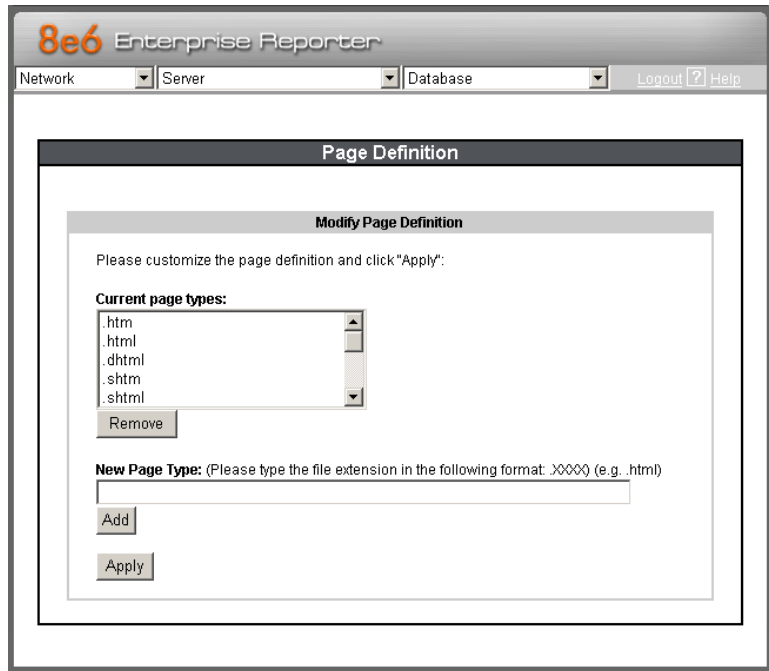 8e6 Enterprise Reporter
Network Server Database Logout ? Help
Page Definition
Modify Page Definition
Please customize the page definition and click "Apply":
Current page types:
.htm
.html
.dhtml
.shtm
.shtml
Remove
New Page Type: (Please type the file extension in the following format: .XXXX) (e.g. .html)
Add
Apply